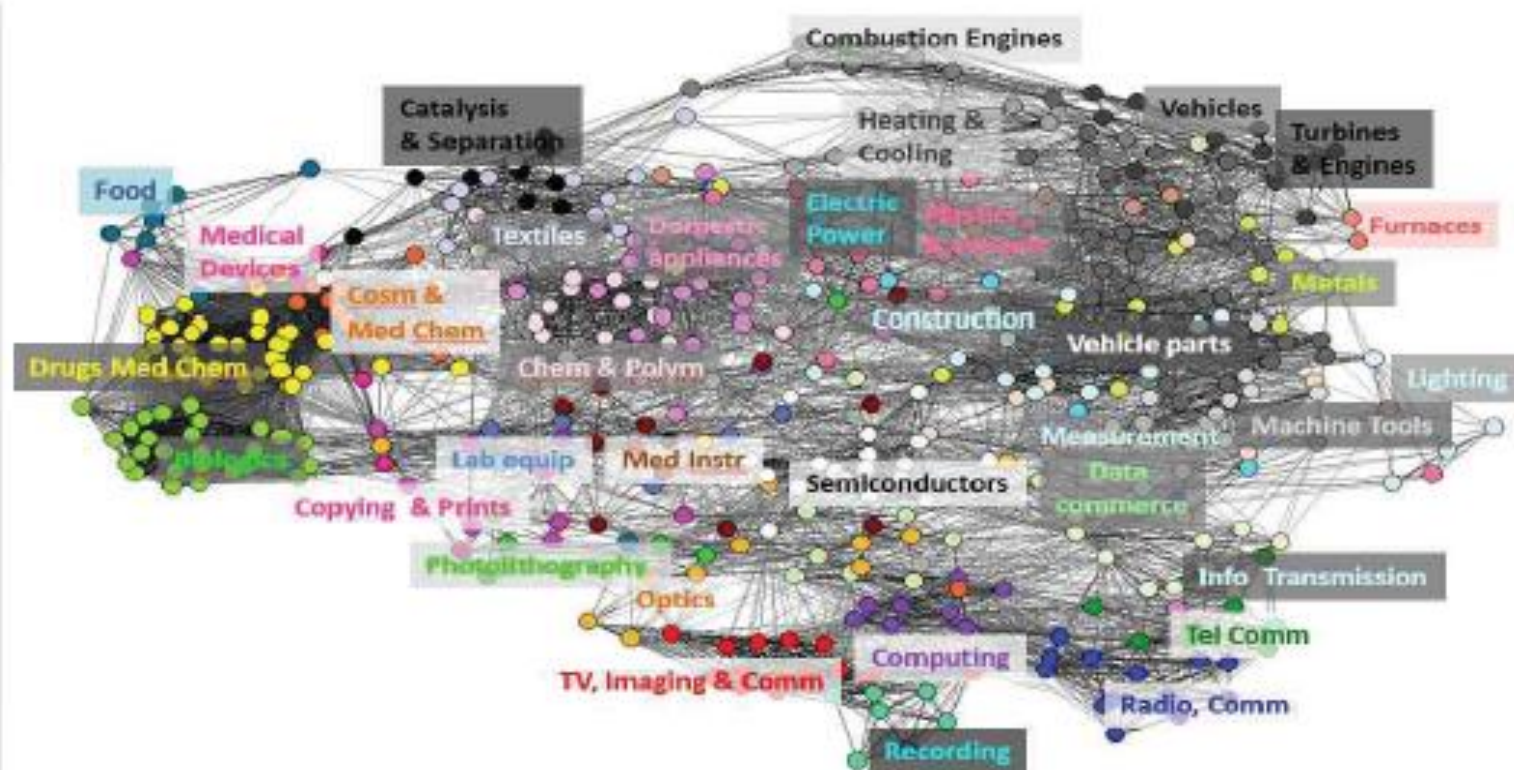 Combustion Engines
Catalysis
& Separation
Heating &
Cooling
Vehicles
Turbines
& Engines
Food
Medical
Devices
Textiles
Domestic
appliances
Electric
Power
Furnaces
Metals
Cosm &
Med Chem
Construction
Vehicle parts
Drugs Med Chem
Chem & Polym
Lighting
Biologics
Lab equip
Med Instr
Measurement
Machine Tools
Semiconductors
Data
commerce
Copying & Prints
Photolithography
Optics
Info Transmission
Tel Comm
Computing
TV, Imaging & Comm
Radio, Comm
Recording